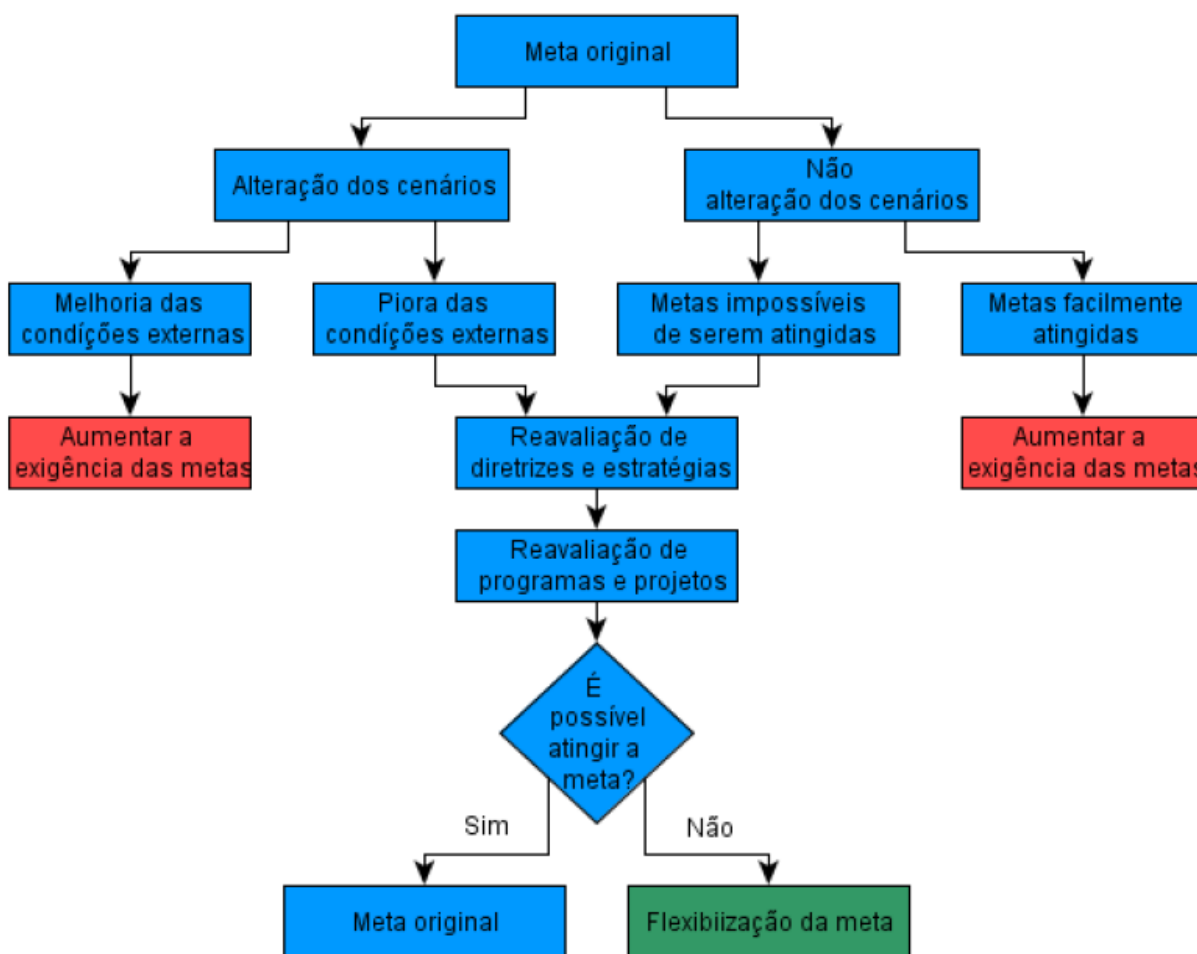 Meta original
Alteração dos cenários
Não
alteração dos cenários
Melhoria das
condíções externas
Piora das
condíções externas
Metas impossíveis
de serem atingidas
Metas facilmente
atingidas
Aumentar a
exigência das metas
Reavaliação de
diretrizes e estratégias
Aumentar a
exigência das metas
Reavaliação de
programas e projetos
É
possível
atingir a
meta?
Sim
Não
Meta original
Flexibiização da meta